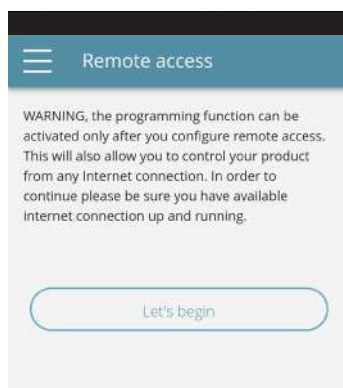 Remote access
WARNING, the programming function can be
activated only after you configure remote access.
This will also allow you to control your product
from any Internet connection. In order to
continue please be sure you have available
internet connection up and running.
Let's begin